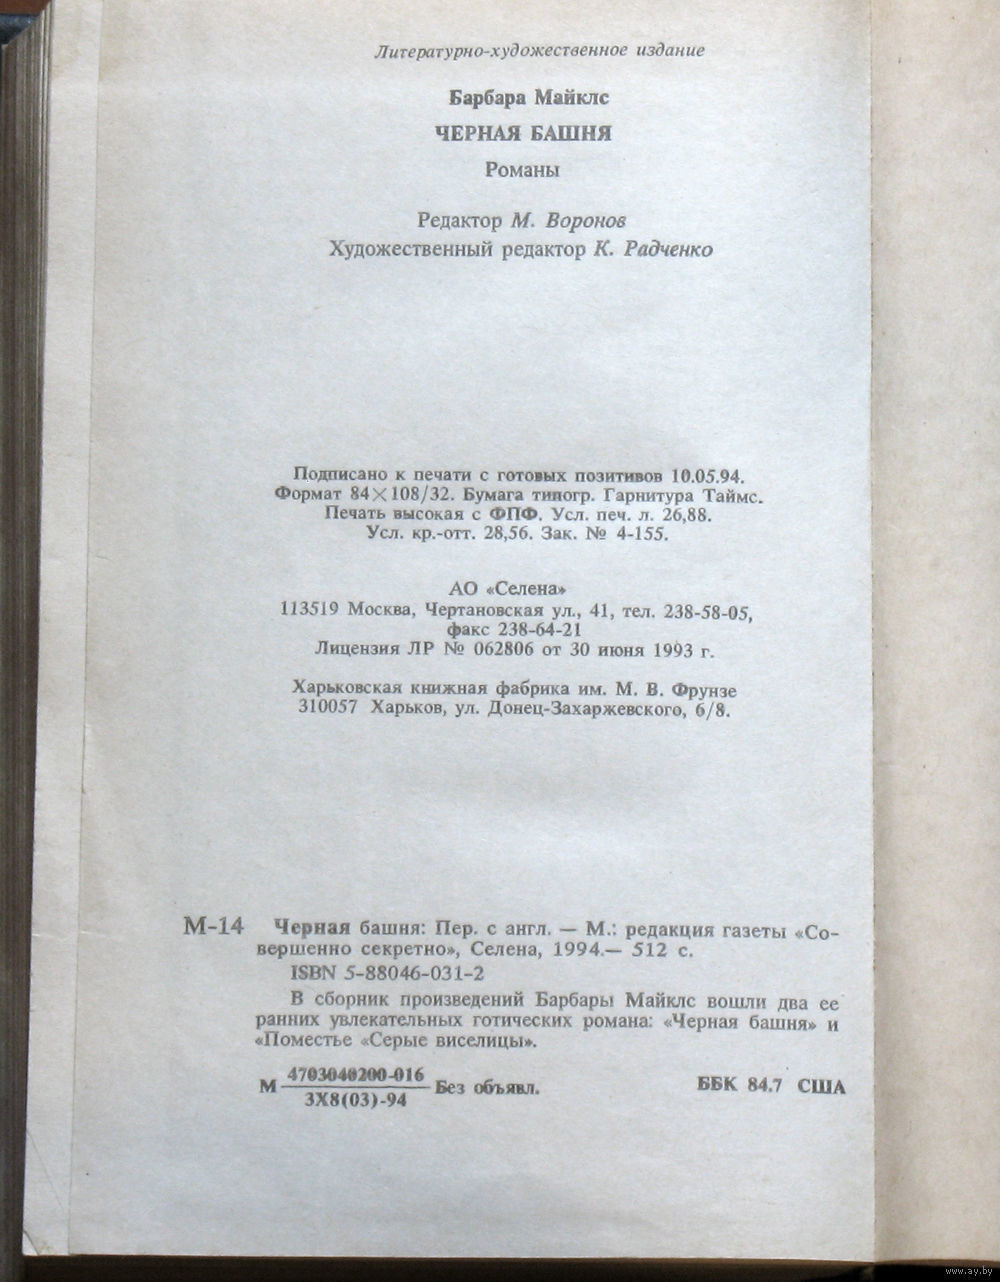 Литературно-художественное издание
Барбара Майклс
ЧЕРНАЯ БАШНЯ
Романы
Редактор М. Воронов
Художественный редактор К. Радченко
Подписано к печати с готовых позитивов 10.05.94.
Формат 84×108/32. Бумага типогр. Гарнитура Таймс.
Печать высокая с ФПФ. Усл. печ. л. 26,88.
Усл. кр.-отт. 28,56. Зак. № 4-155.
АО «Селена»
113519 Москва, Чертановская ул., 41, тел. 238-58-05,
факс 238-64-21
Лицензия ЛР № 062806 от 30 июня 1993 г.
Харьковская книжная фабрика им. М. В. Фрунзе
310057 Харьков, ул. Донец-Захаржевского, 6/8.
М-14 Черная башня: Пер. с англ. — М.: редакция газеты «Со-
вершенно секретно», Селена, 1994.— 512 с.
ISBN 5-88046-031-2
В сборник произведений Барбары Майклс вошли два ее
ранних увлекательных готических романа: «Черная башня» и
«Поместье «Серые виселицы».
М 4703040200-016 Без объявл. ББК 84.7 США
3Х8(03)-94
www.ay.by